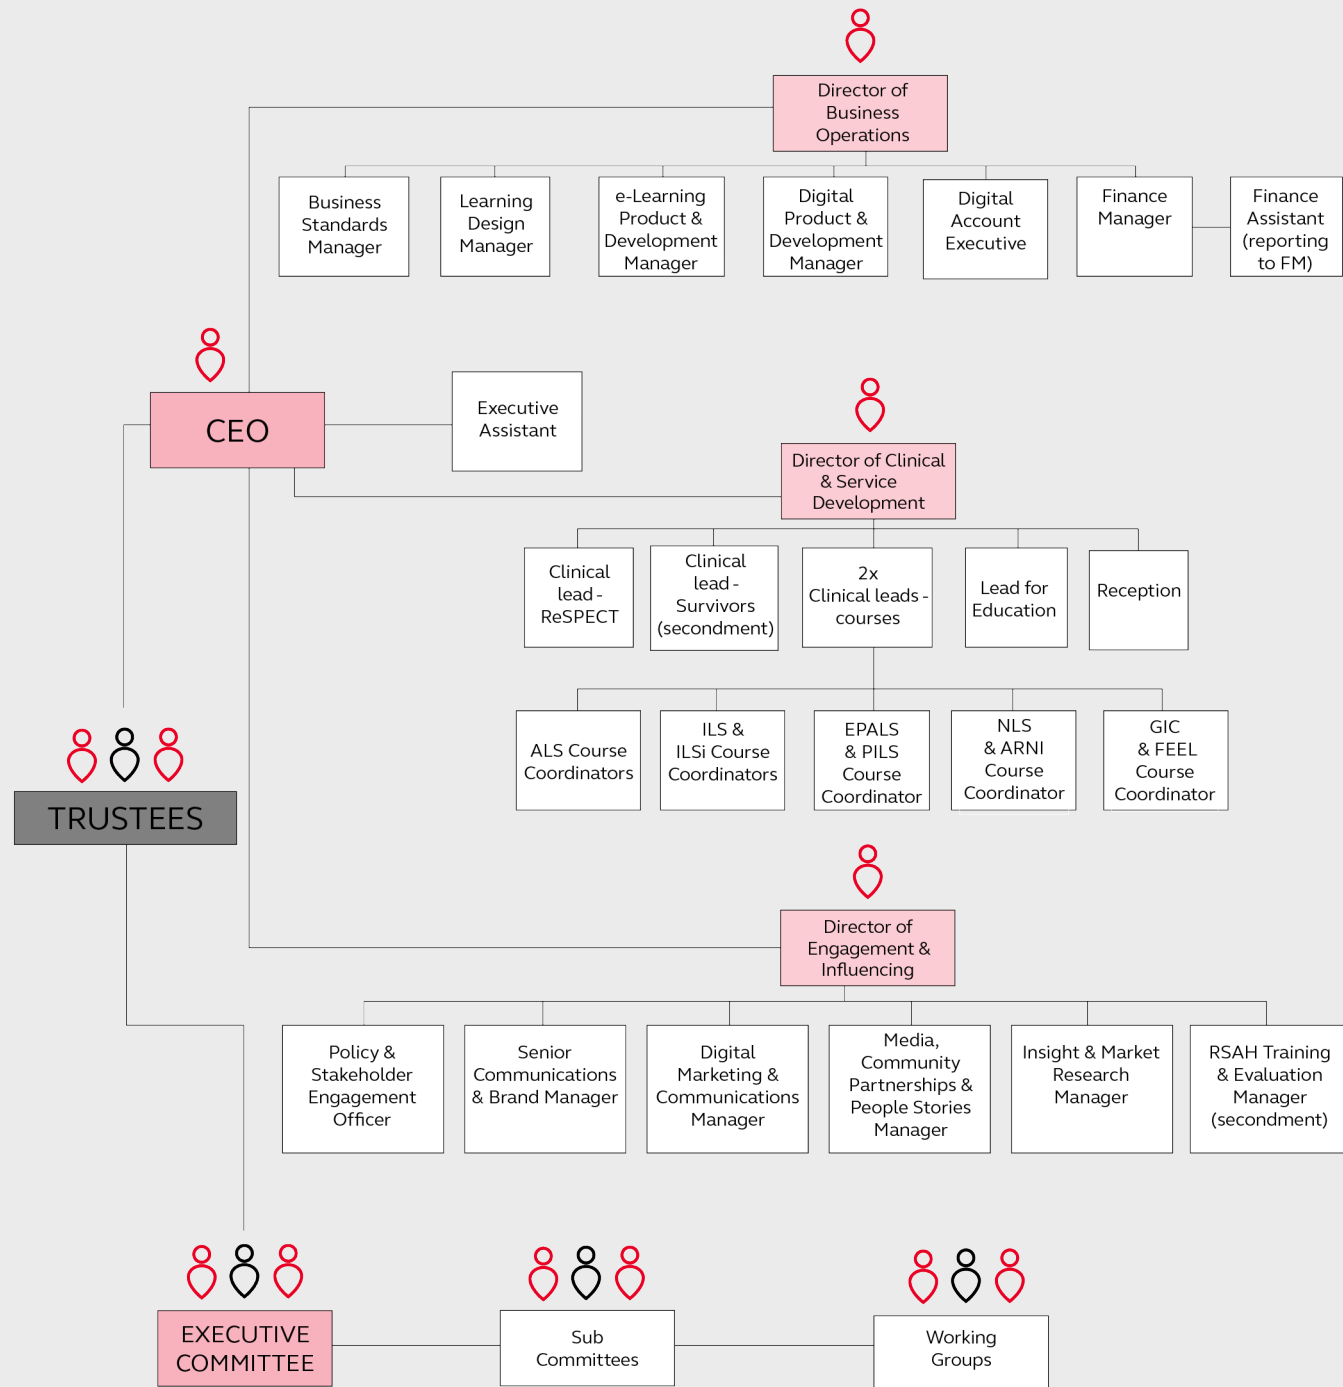 Director of
Business
Operations
Business
Standards
Manager
Learning
Design
Manager
e-Learning
Product &
Development
Manager
Digital
Product &
Development
Manager
Digital
Account
Executive
Finance
Manager
Finance
Assistant
(reporting
to FM)
CEO
Executive
Assistant
Director of Clinical
& Service
Development
Clinical
lead -
ReSPECT
Clinical
lead -
Survivors
(secondment)
2x
Clinical leads -
courses
Lead for
Education
Reception
ALS Course
Coordinators
ILS &
ILSi Course
Coordinators
EPALS
& PILS
Course
Coordinator
NLS
& ARNI
Course
Coordinator
GIC
& FEEL
Course
Coordinator
TRUSTEES
Director of
Engagement &
Influencing
Policy &
Stakeholder
Engagement
Officer
Senior
Communications
& Brand Manager
Digital
Marketing &
Communications
Manager
Media,
Community
Partnerships &
People Stories
Manager
Insight & Market
Research
Manager
RSAH Training
& Evaluation
Manager
(secondment)
EXECUTIVE
COMMITTEE
Sub
Committees
Working
Groups